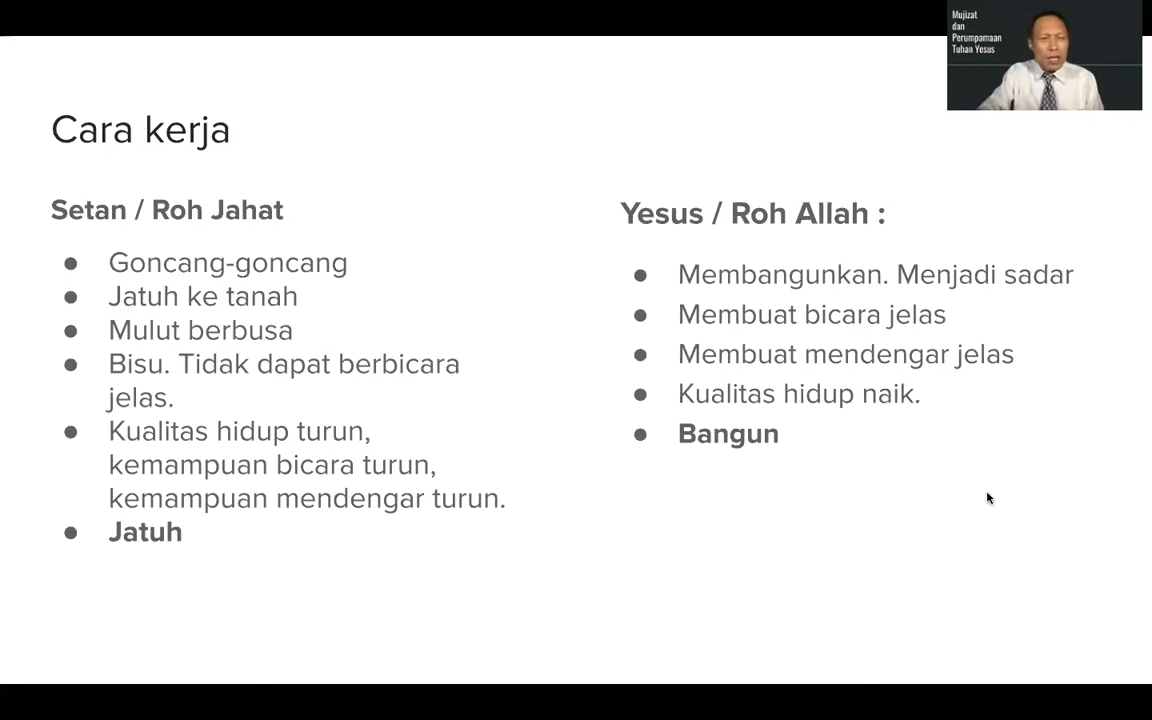 Mujizat
dan
Perumpamaan
Tuhan Yesus
Cara kerja
Setan / Roh Jahat
● Goncang-goncang
● Jatuh ke tanah
● Mulut berbusa
● Bisu. Tidak dapat berbicara
jelas.
● Kualitas hidup turun,
kemampuan bicara turun,
kemampuan mendengar turun.
● Jatuh
Yesus / Roh Allah :
● Membangunkan. Menjadi sadar
● Membuat bicara jelas
● Membuat mendengar jelas
● Kualitas hidup naik.
● Bangun